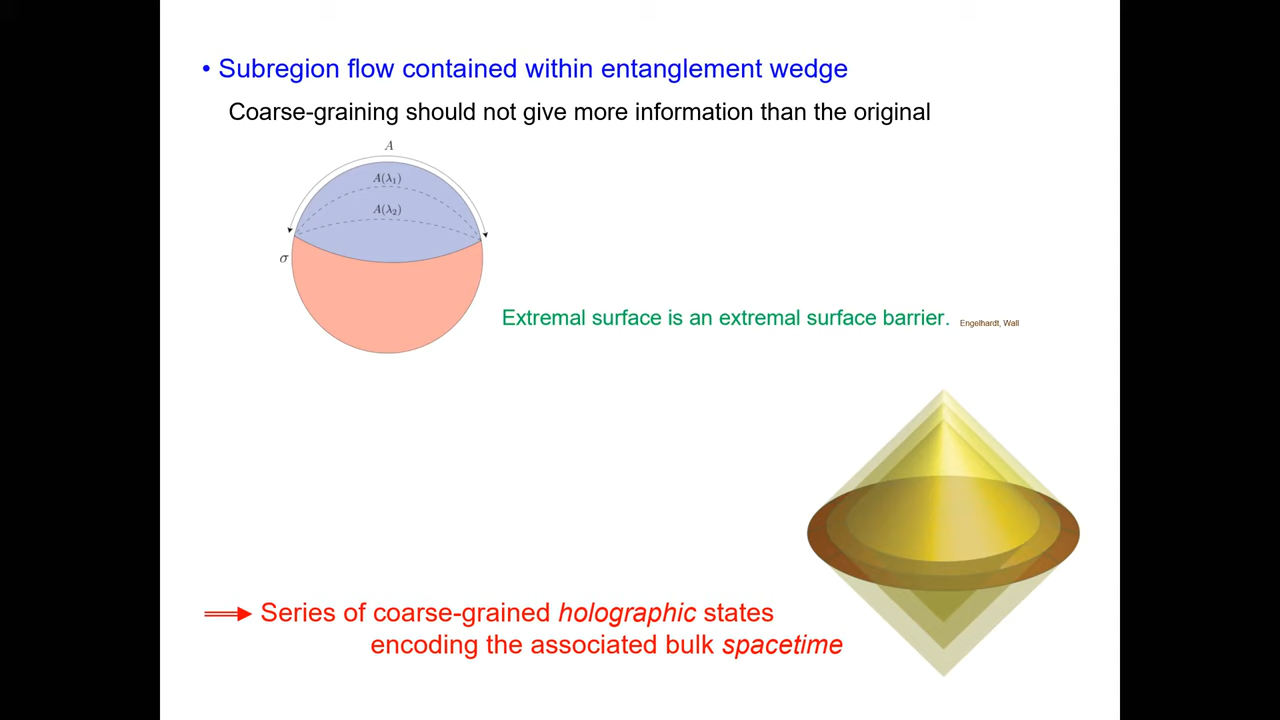 • Subregion flow contained within entanglement wedge
Coarse-graining should not give more information than the original
A
A(λ₁)
A(λ₂)
σ
Extremal surface is an extremal surface barrier. Engelhardt, Wall
Series of coarse-grained holographic states
encoding the associated bulk spacetime